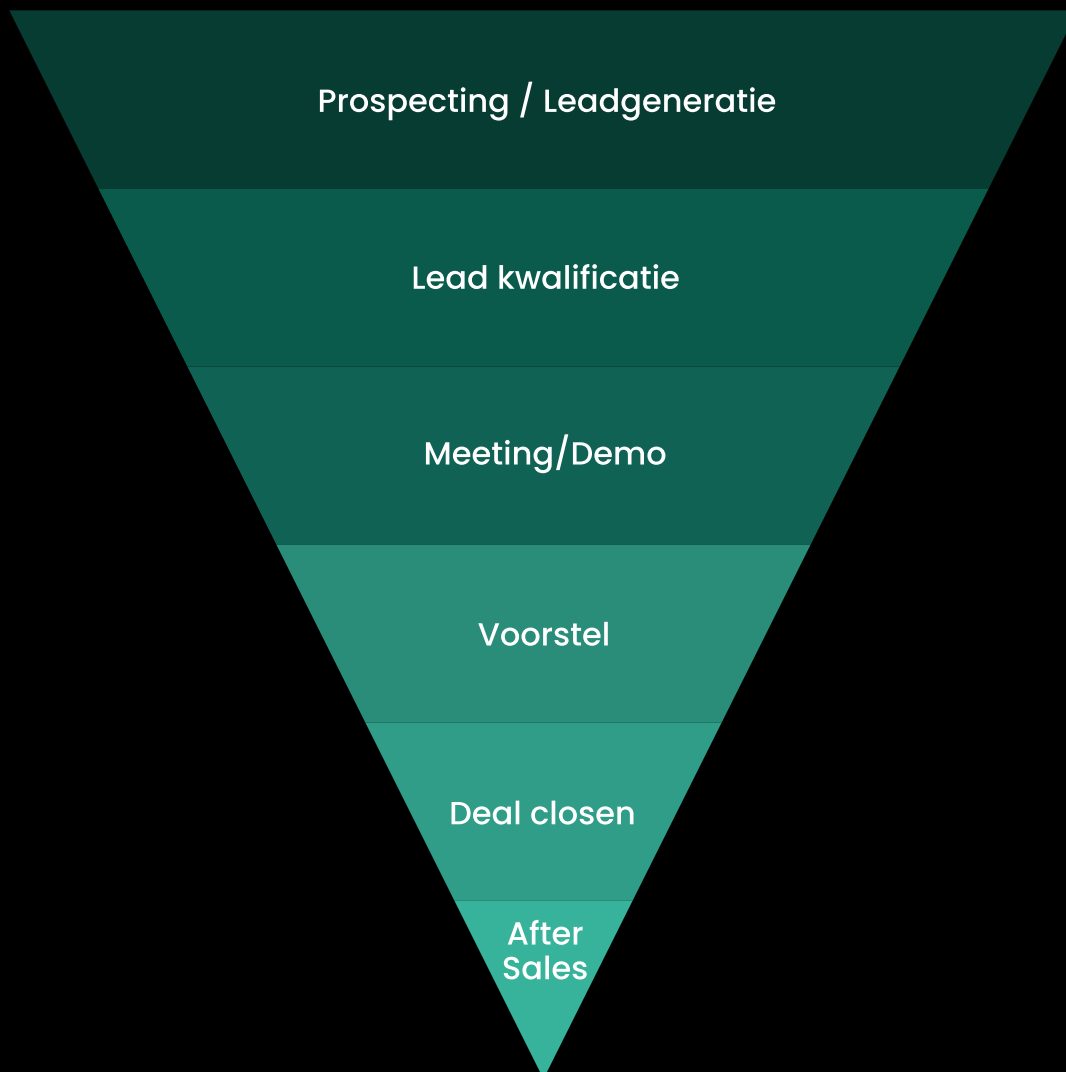 Prospecting / Leadgeneratie
Lead kwalificatie
Meeting/Demo
Voorstel
Deal closen
After
Sales